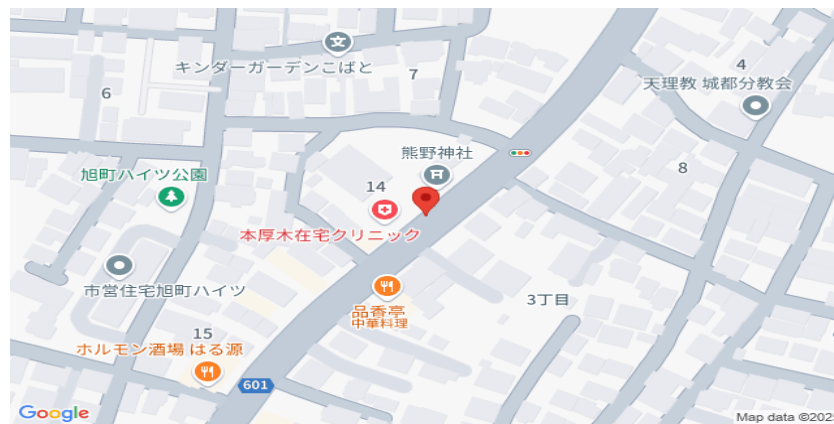 文
キンダーガーデンこばと
7
4
天理教 城都分教会
6
熊野神社
8
旭町ハイツ公園
14
本厚木在宅クリニック
市営住宅旭町ハイツ
品香亭
中華料理
3丁目
15
ホルモン酒場 はる源
601
Google
Map data ©202